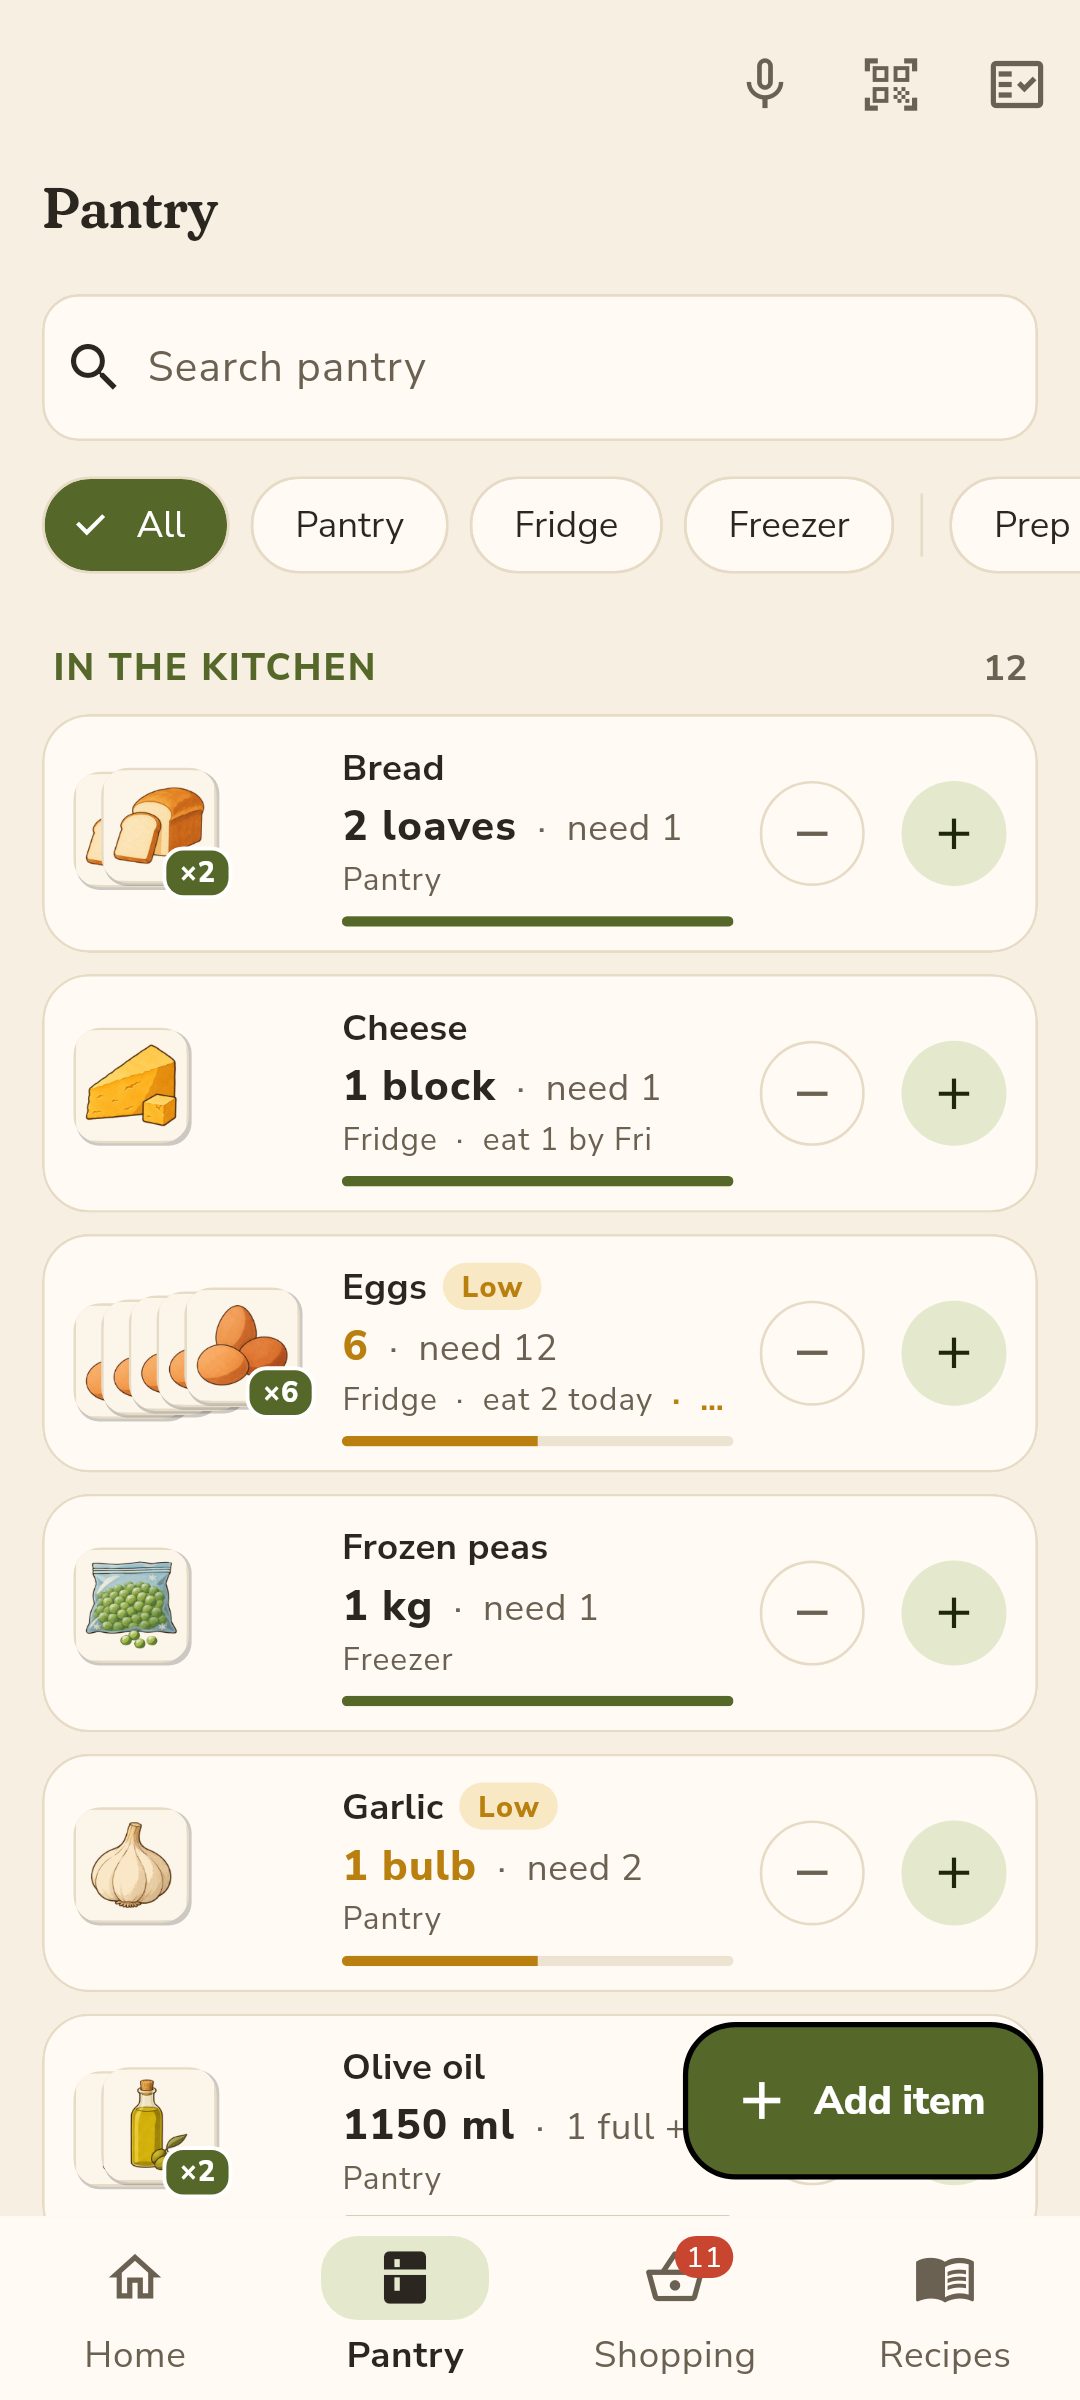 Pantry
Search pantry
All
Pantry
Fridge
Freezer
Prep
IN THE KITCHEN
12
Bread
2 loaves · need 1
Pantry
×2
Cheese
1 block · need 1
Fridge · eat 1 by Fri
Eggs Low
6 · need 12
Fridge · eat 2 today · ...
×6
Frozen peas
1 kg · need 1
Freezer
Garlic Low
1 bulb · need 2
Pantry
Olive oil
1150 ml · 1 full +
Pantry
×2
Add item
11
Home
Pantry
Shopping
Recipes